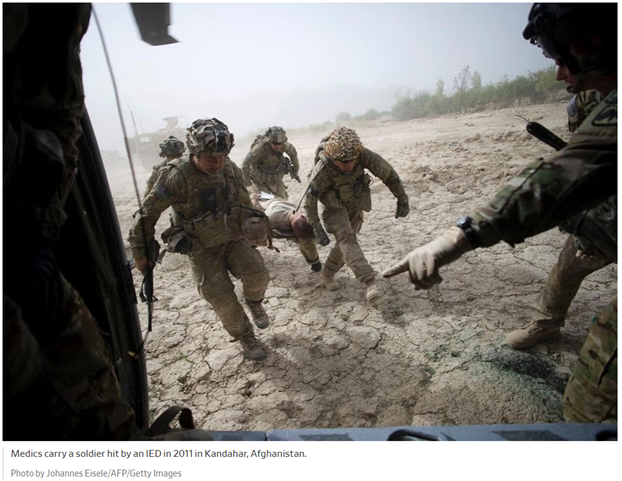 Medics carry a soldier hit by an IED in 2011 in Kandahar, Afghanistan.
Photo by Johannes Eisele/AFP/Getty Images